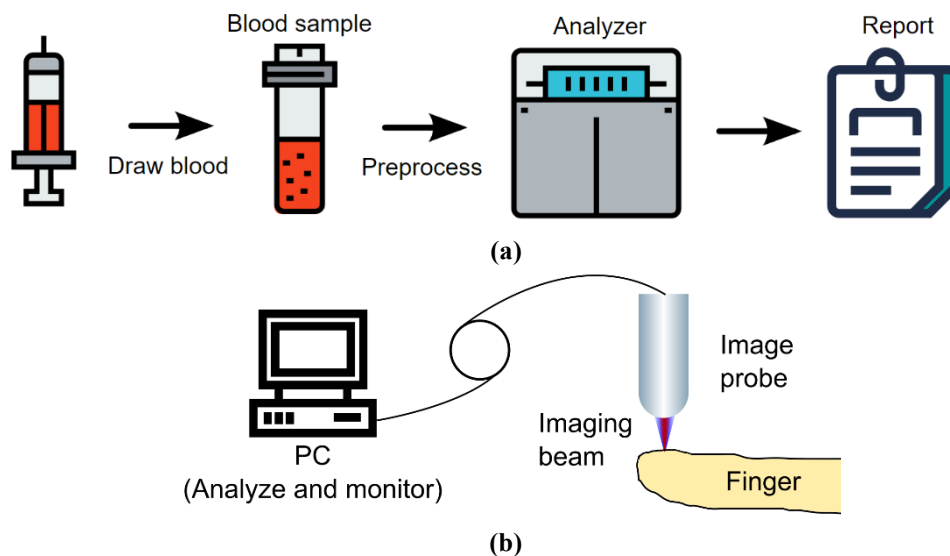 Blood sample
Analyzer
Report
Draw blood
Preprocess
(a)
Image
probe
Imaging
beam
PC
(Analyze and monitor)
Finger
(b)